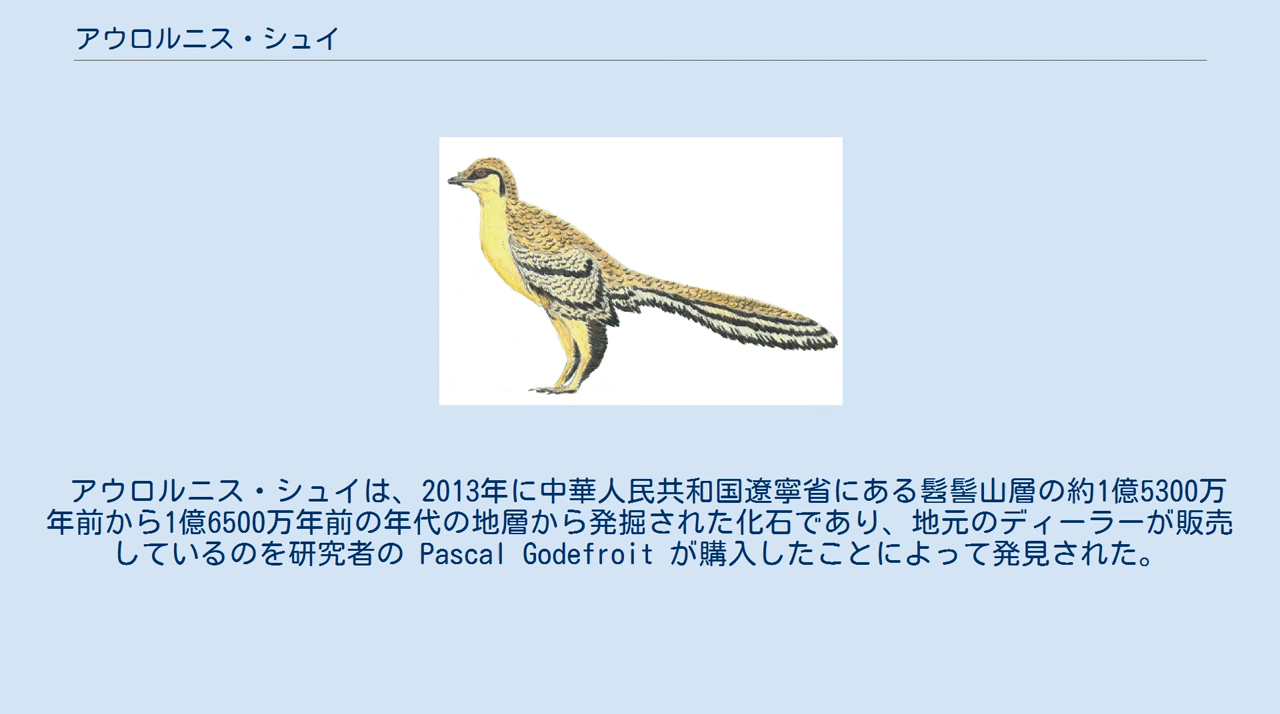 アウロルニス・シュイ
アウロルニス・シュイは、2013年に中華人民共和国遼寧省にある髫髻山層の約1億5300万
年前から1億6500万年前の年代の地層から発掘された化石であり、地元のディーラーが販売
しているのを研究者の Pascal Godefroit が購入したことによって発見された。